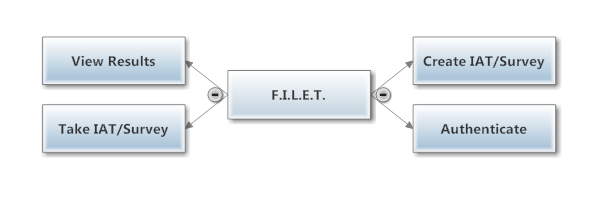 View Results
Create IAT/Survey
F.I.L.E.T.
Take IAT/Survey
Authenticate